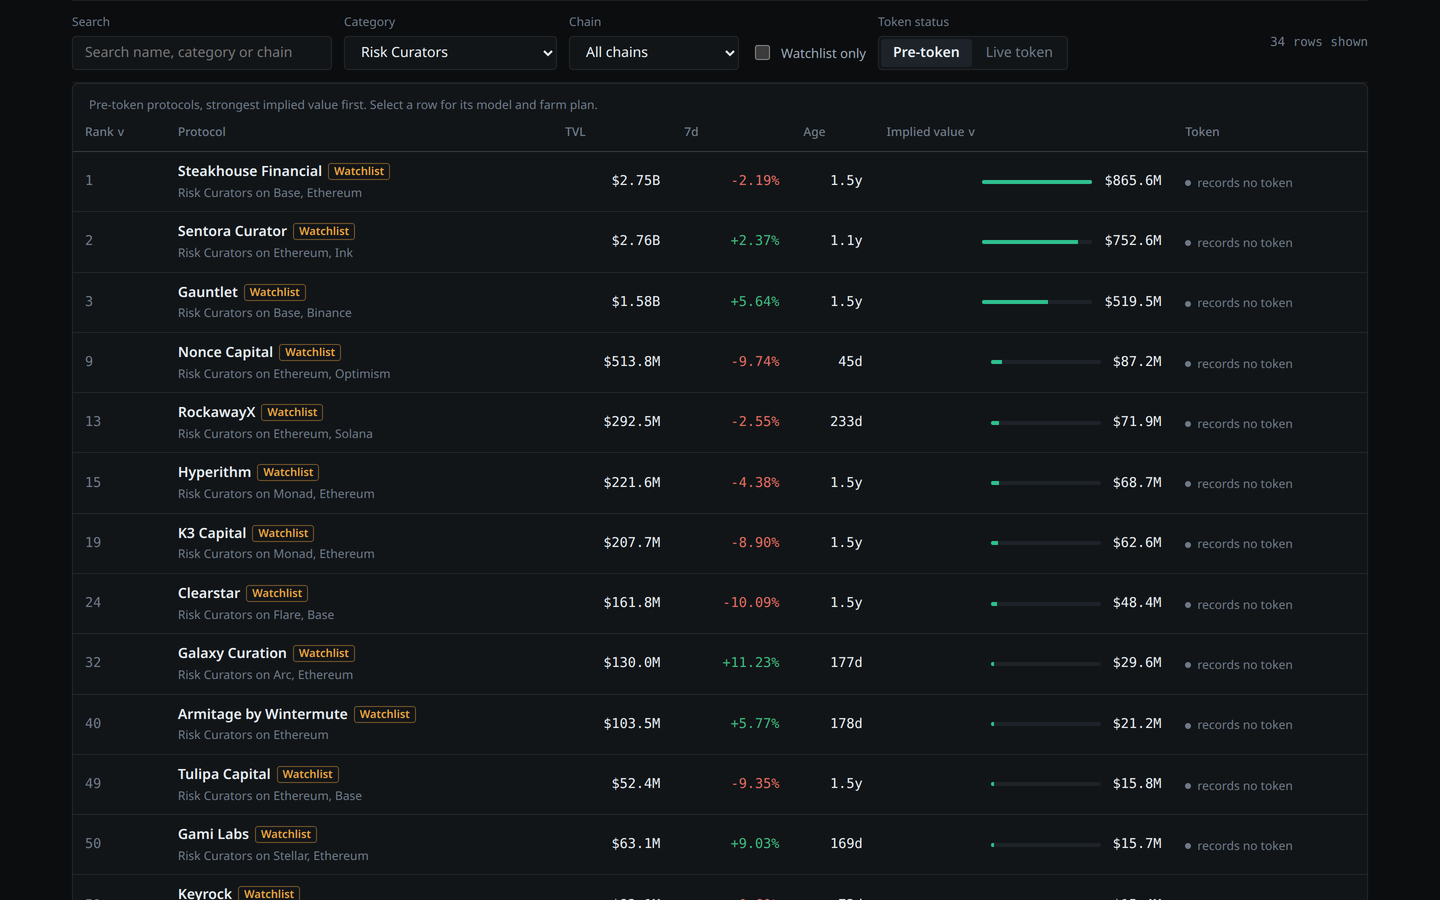 Search Category Chain Token status
Search name, category or chain Risk Curators All chains Watchlist only Pre-token Live token 34 rows shown
Pre-token protocols, strongest implied value first. Select a row for its model and farm plan.
Rank v Protocol TVL 7d Age Implied value v Token
1 Steakhouse Financial Watchlist $2.75B -2.19% 1.5y $865.6M records no token
Risk Curators on Base, Ethereum
2 Sentora Curator Watchlist $2.76B +2.37% 1.1y $752.6M records no token
Risk Curators on Ethereum, Ink
3 Gauntlet Watchlist $1.58B +5.64% 1.5y $519.5M records no token
Risk Curators on Base, Binance
9 Nonce Capital Watchlist $513.8M -9.74% 45d $87.2M records no token
Risk Curators on Ethereum, Optimism
13 RockawayX Watchlist $292.5M -2.55% 233d $71.9M records no token
Risk Curators on Ethereum, Solana
15 Hyperithm Watchlist $221.6M -4.38% 1.5y $68.7M records no token
Risk Curators on Monad, Ethereum
19 K3 Capital Watchlist $207.7M -8.90% 1.5y $62.6M records no token
Risk Curators on Monad, Ethereum
24 Clearstar Watchlist $161.8M -10.09% 1.5y $48.4M records no token
Risk Curators on Flare, Base
32 Galaxy Curation Watchlist $130.0M +11.23% 177d $29.6M records no token
Risk Curators on Arc, Ethereum
40 Armitage by Wintermute Watchlist $103.5M +5.77% 178d $21.2M records no token
Risk Curators on Ethereum
49 Tulipa Capital Watchlist $52.4M -9.35% 1.5y $15.8M records no token
Risk Curators on Ethereum, Base
50 Gami Labs Watchlist $63.1M +9.03% 169d $15.7M records no token
Risk Curators on Stellar, Ethereum
Keyrock Watchlist